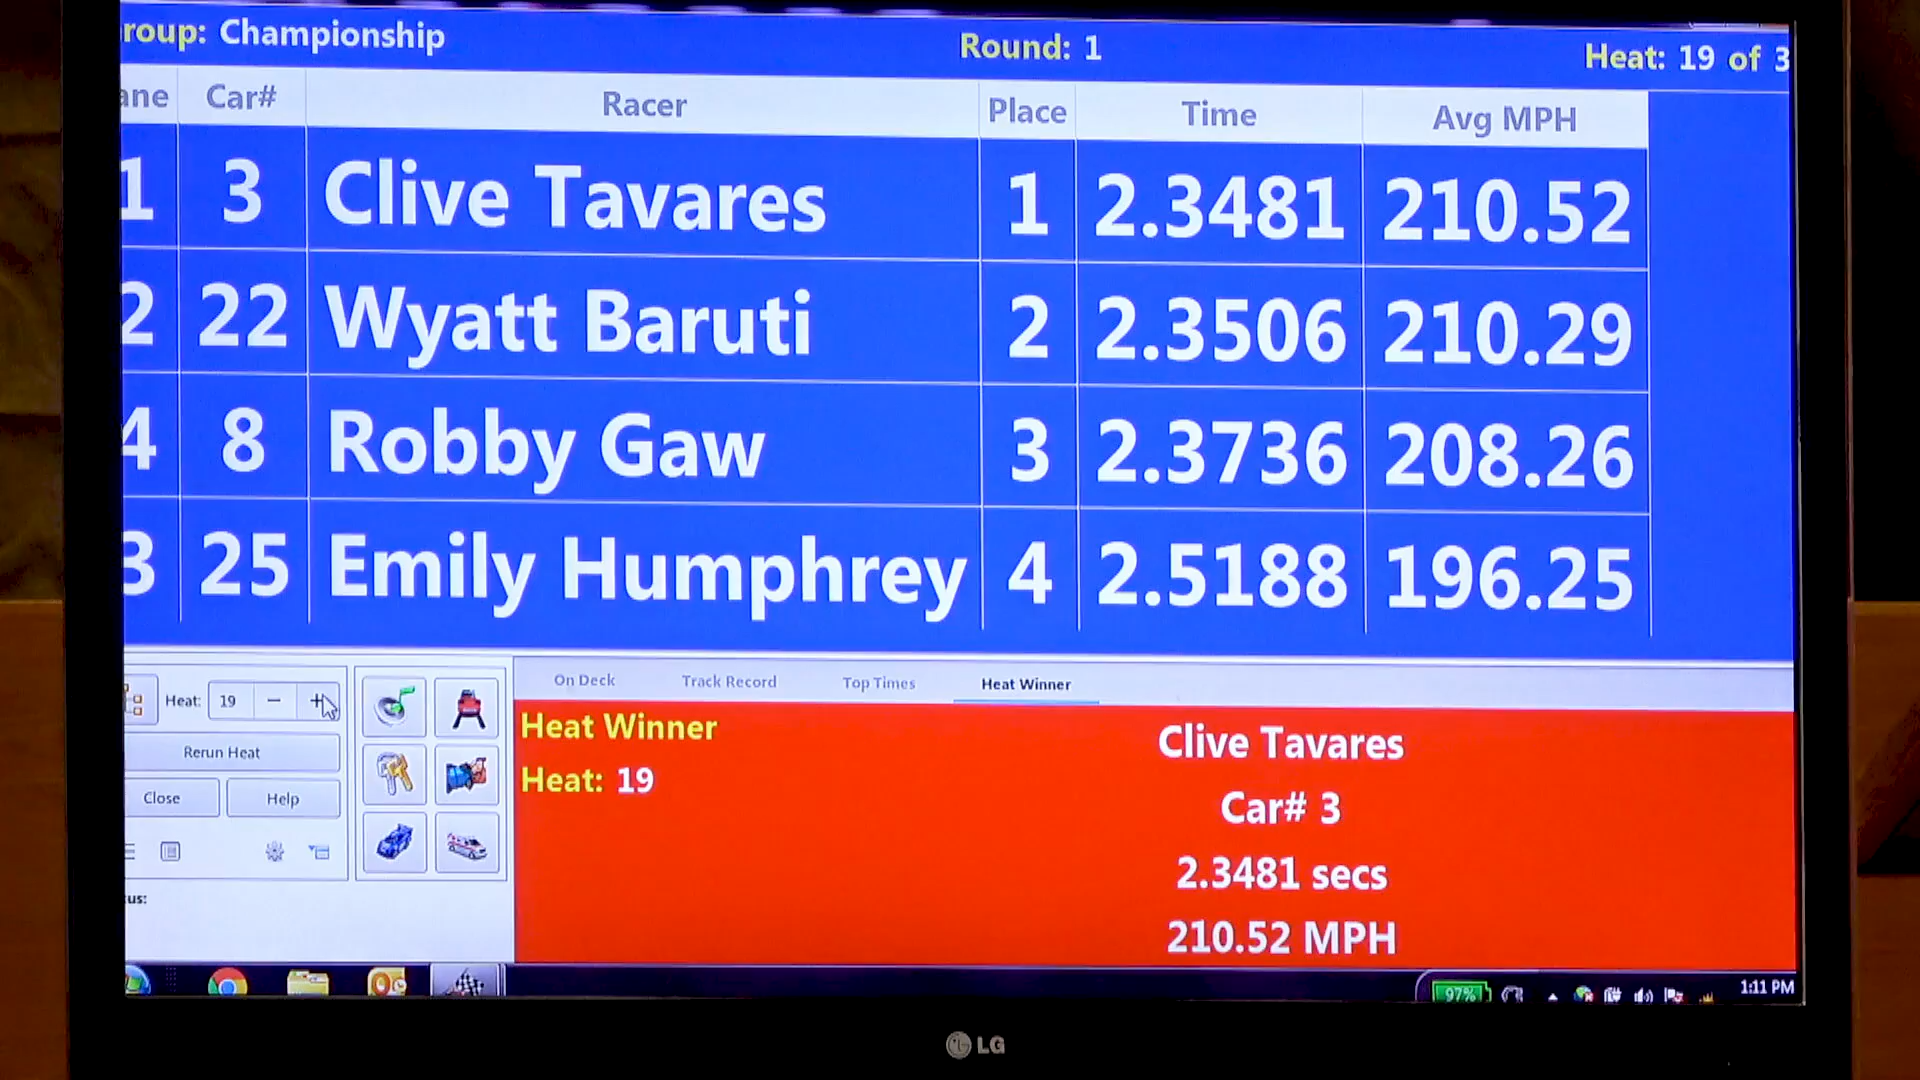 roup: Championship Round: 1 Heat: 19 of 3
ane Car# Racer Place Time Avg MPH
1 3 Clive Tavares 1 2.3481 210.52
2 22 Wyatt Baruti 2 2.3506 210.29
4 8 Robby Gaw 3 2.3736 208.26
3 25 Emily Humphrey 4 2.5188 196.25
Heat: 19 − +
Rerun Heat
Close Help
us:
On Deck Track Record Top Times Heat Winner
Heat Winner
Heat: 19
Clive Tavares
Car# 3
2.3481 secs
210.52 MPH
97% 1:11 PM
LG